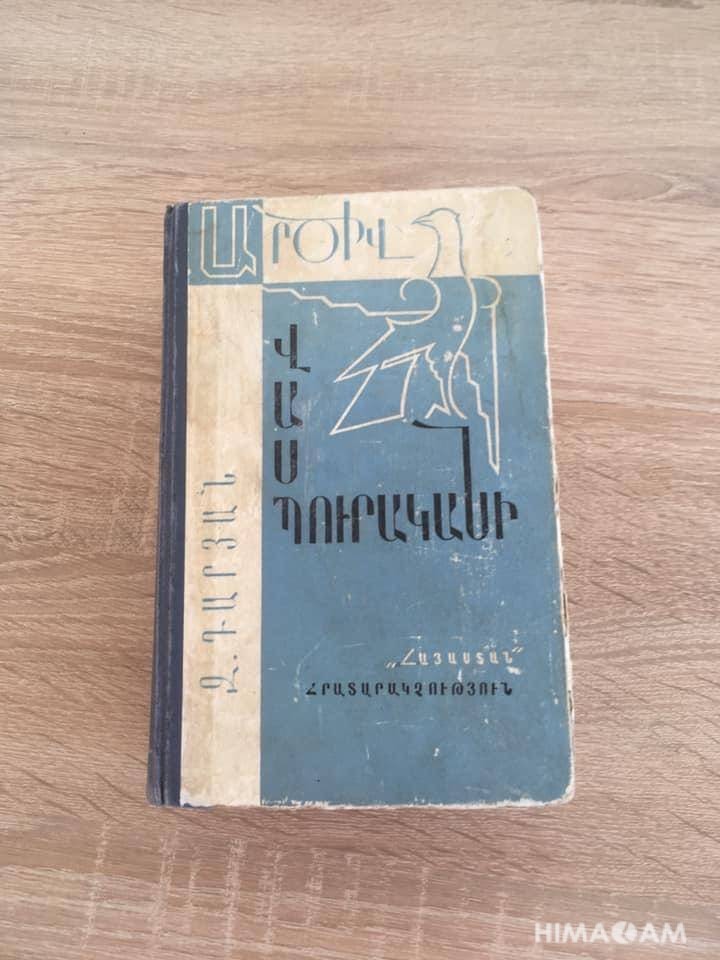 Արծիվ
ՎԱՍ
ՊՈՒՐԱԿԱՆԻ
Զ. ԴԱՐՅԱՆ
„ՀԱՅԱՍՏԱՆ"
ՀՐԱՏԱՐԱԿՉՈՒԹՅՈՒՆ
HIMA AM